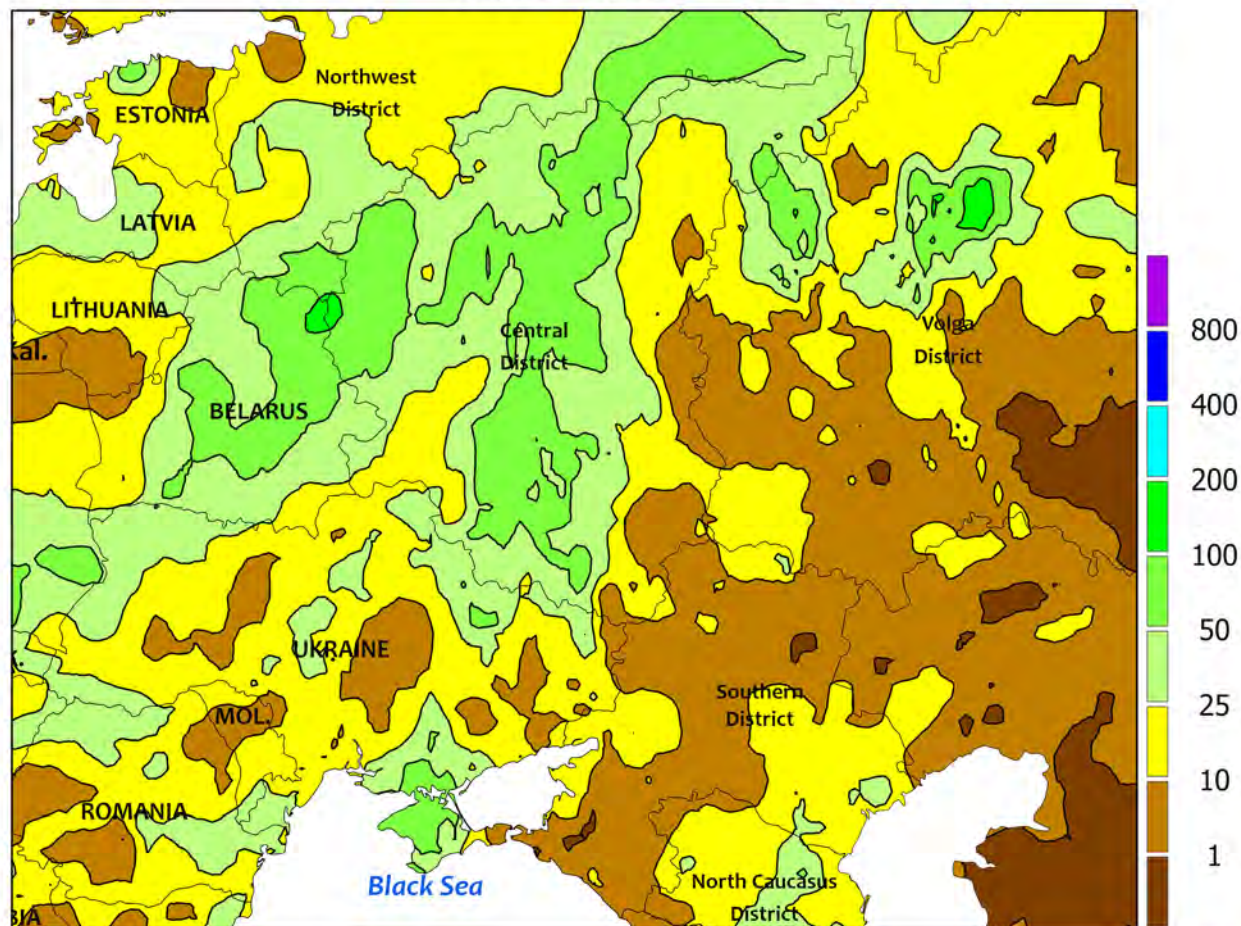 Northwest
District
ESTONIA
LATVIA
LITHUANIA
Kal.
Central
District
Volga
District
BELARUS
UKRAINE
MOL.
Southern
District
ROMANIA
Black Sea
North Caucasus
District
BIA
800
400
200
100
50
25
10
1